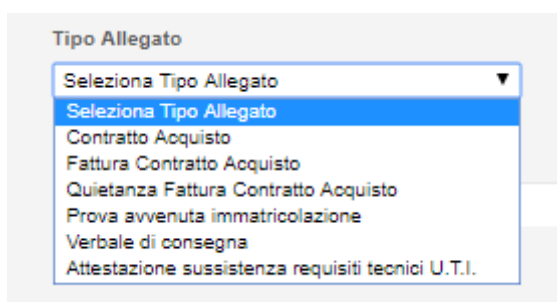 Tipo Allegato
Seleziona Tipo Allegato
Seleziona Tipo Allegato
Contratto Acquisto
Fattura Contratto Acquisto
Quietanza Fattura Contratto Acquisto
Prova avvenuta immatricolazione
Verbale di consegna
Attestazione sussistenza requisiti tecnici U.T.I.